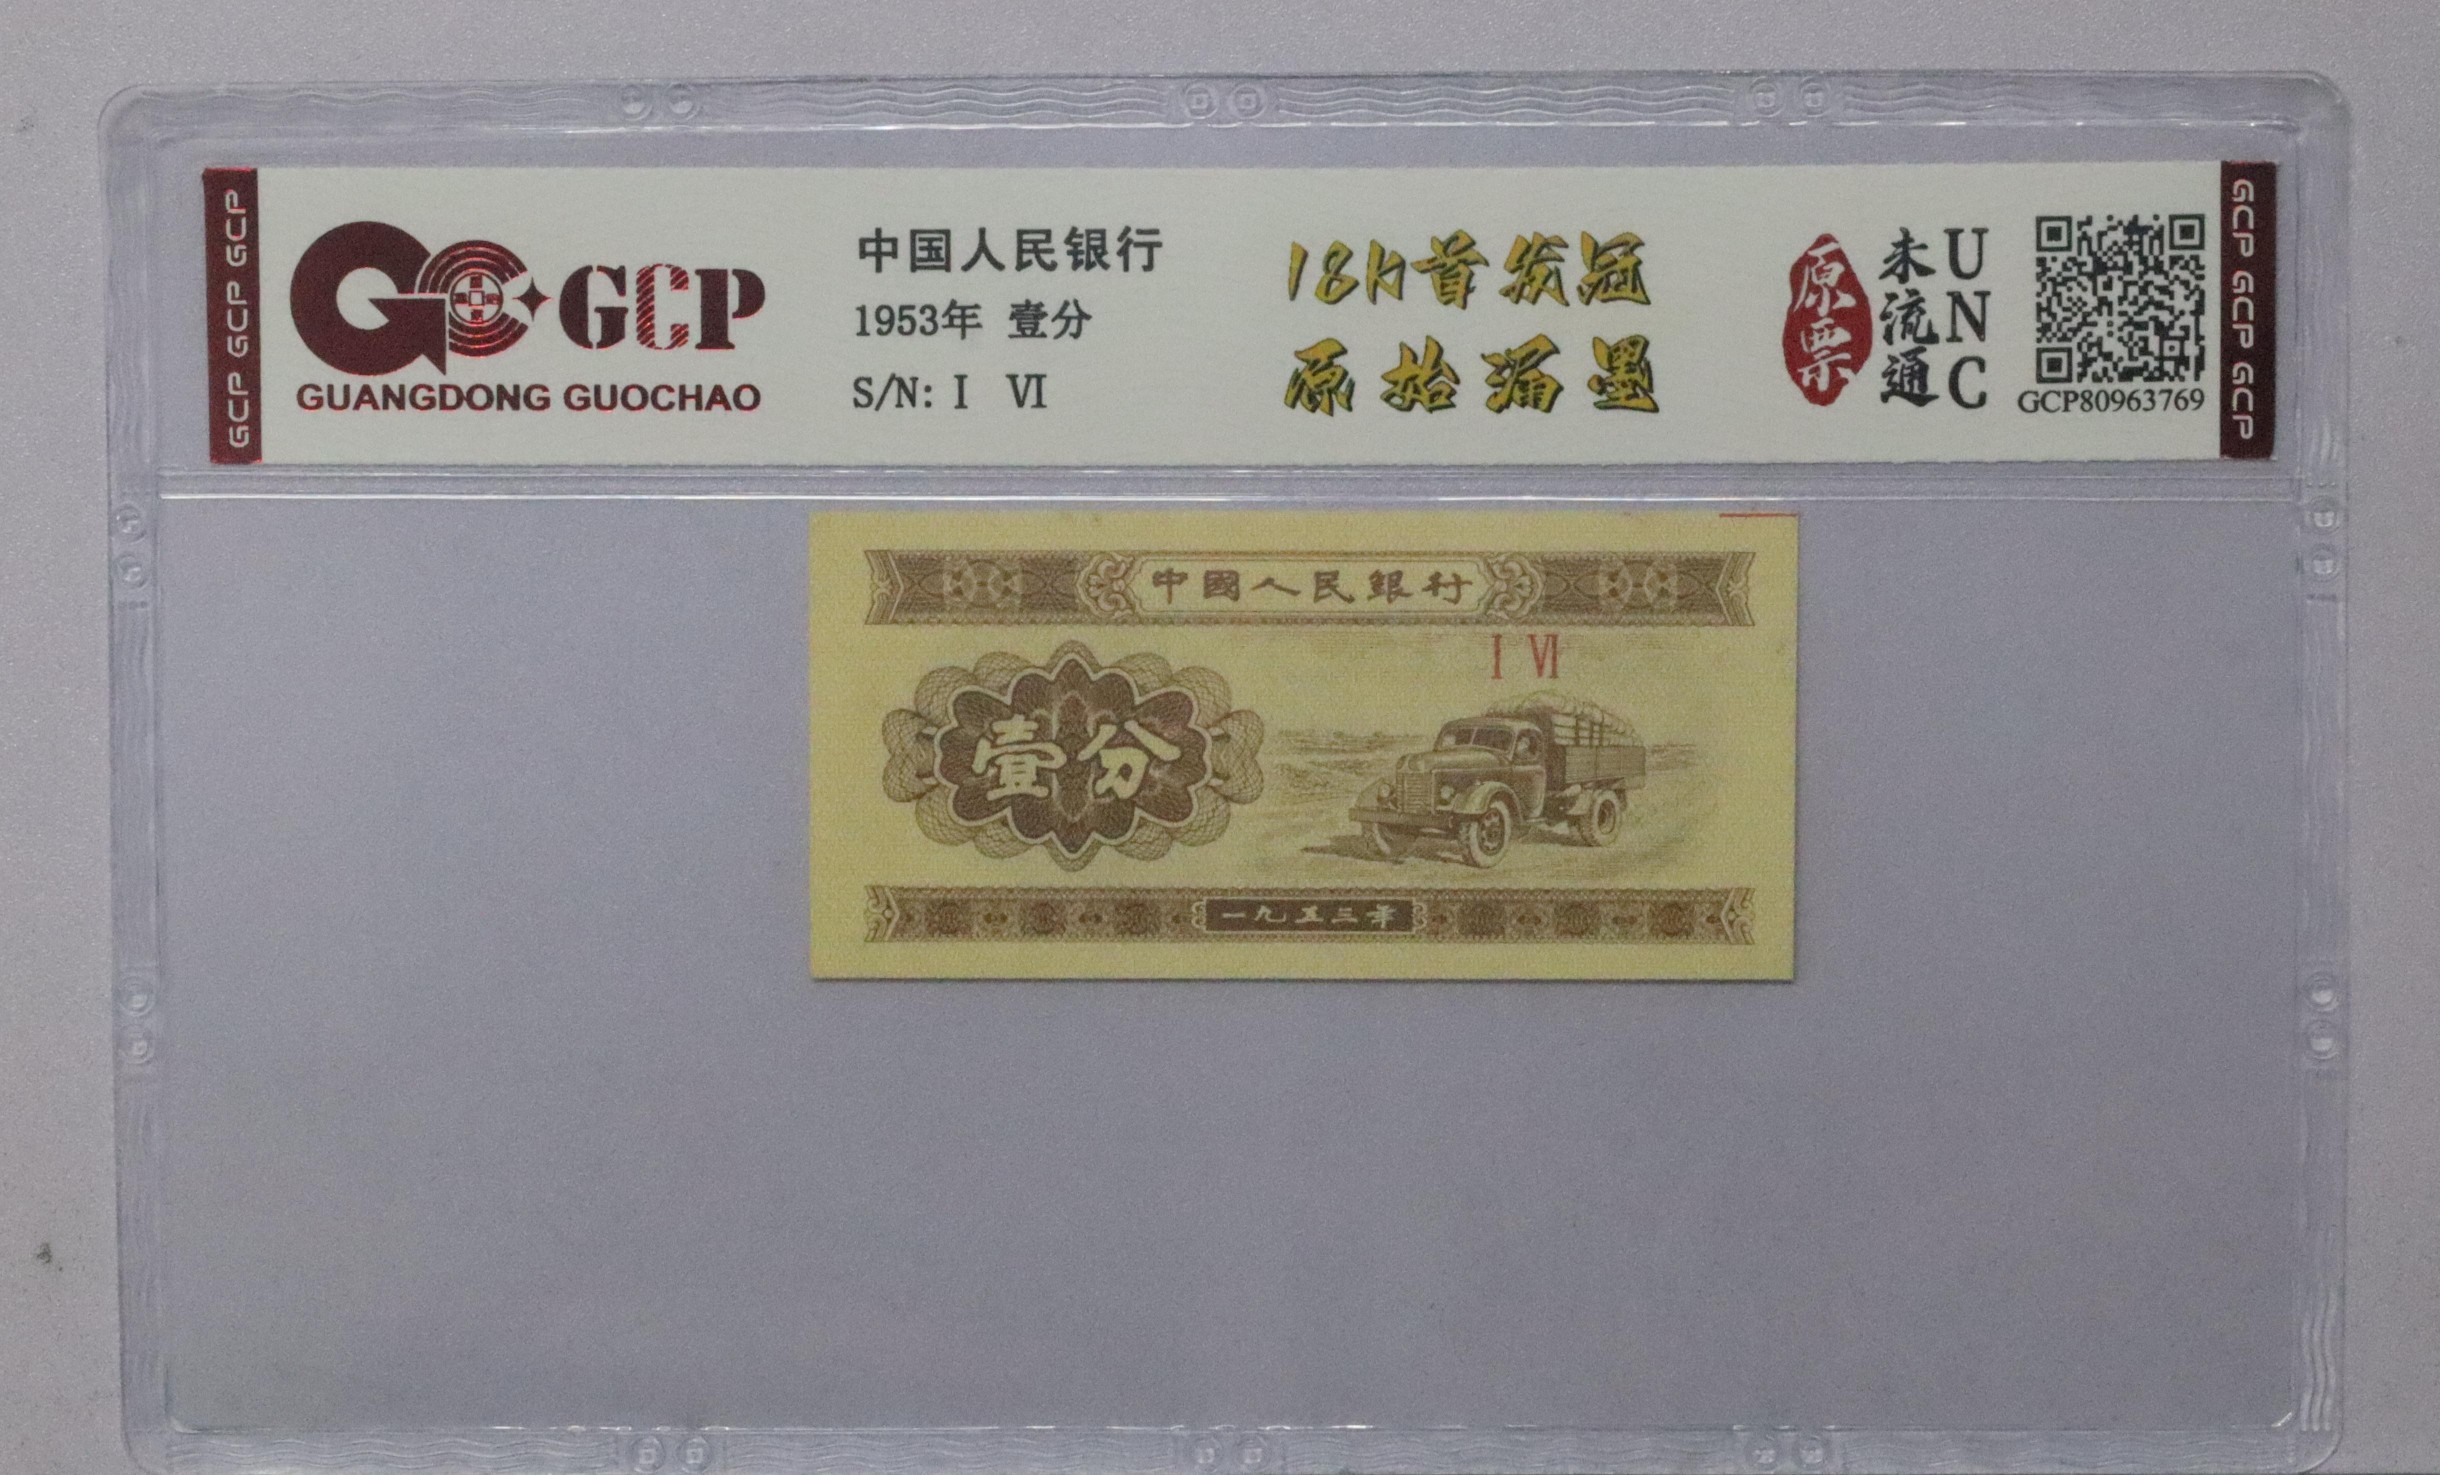 GCP GCP GCP
GCP
GUANGDONG GUOCHAO
中国人民银行
1953年 壹分
S/N: I VI
18K首发冠
原始漏墨
原票
未流通
UNC
GCP80963769
GCP GCP GCP
中國人民銀行
I VI
壹分
一九五三年